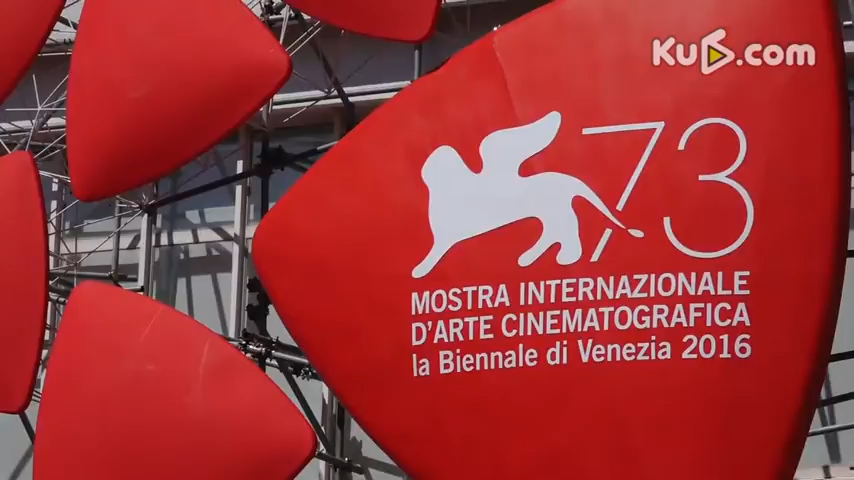 Ku6.com
73
MOSTRA INTERNAZIONALE
D'ARTE CINEMATOGRAFICA
la Biennale di Venezia 2016